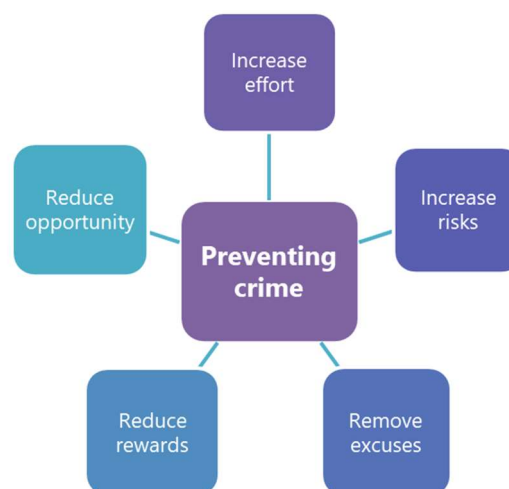 Increase
effort
Reduce
opportunity
Increase
risks
Preventing
crime
Reduce
rewards
Remove
excuses